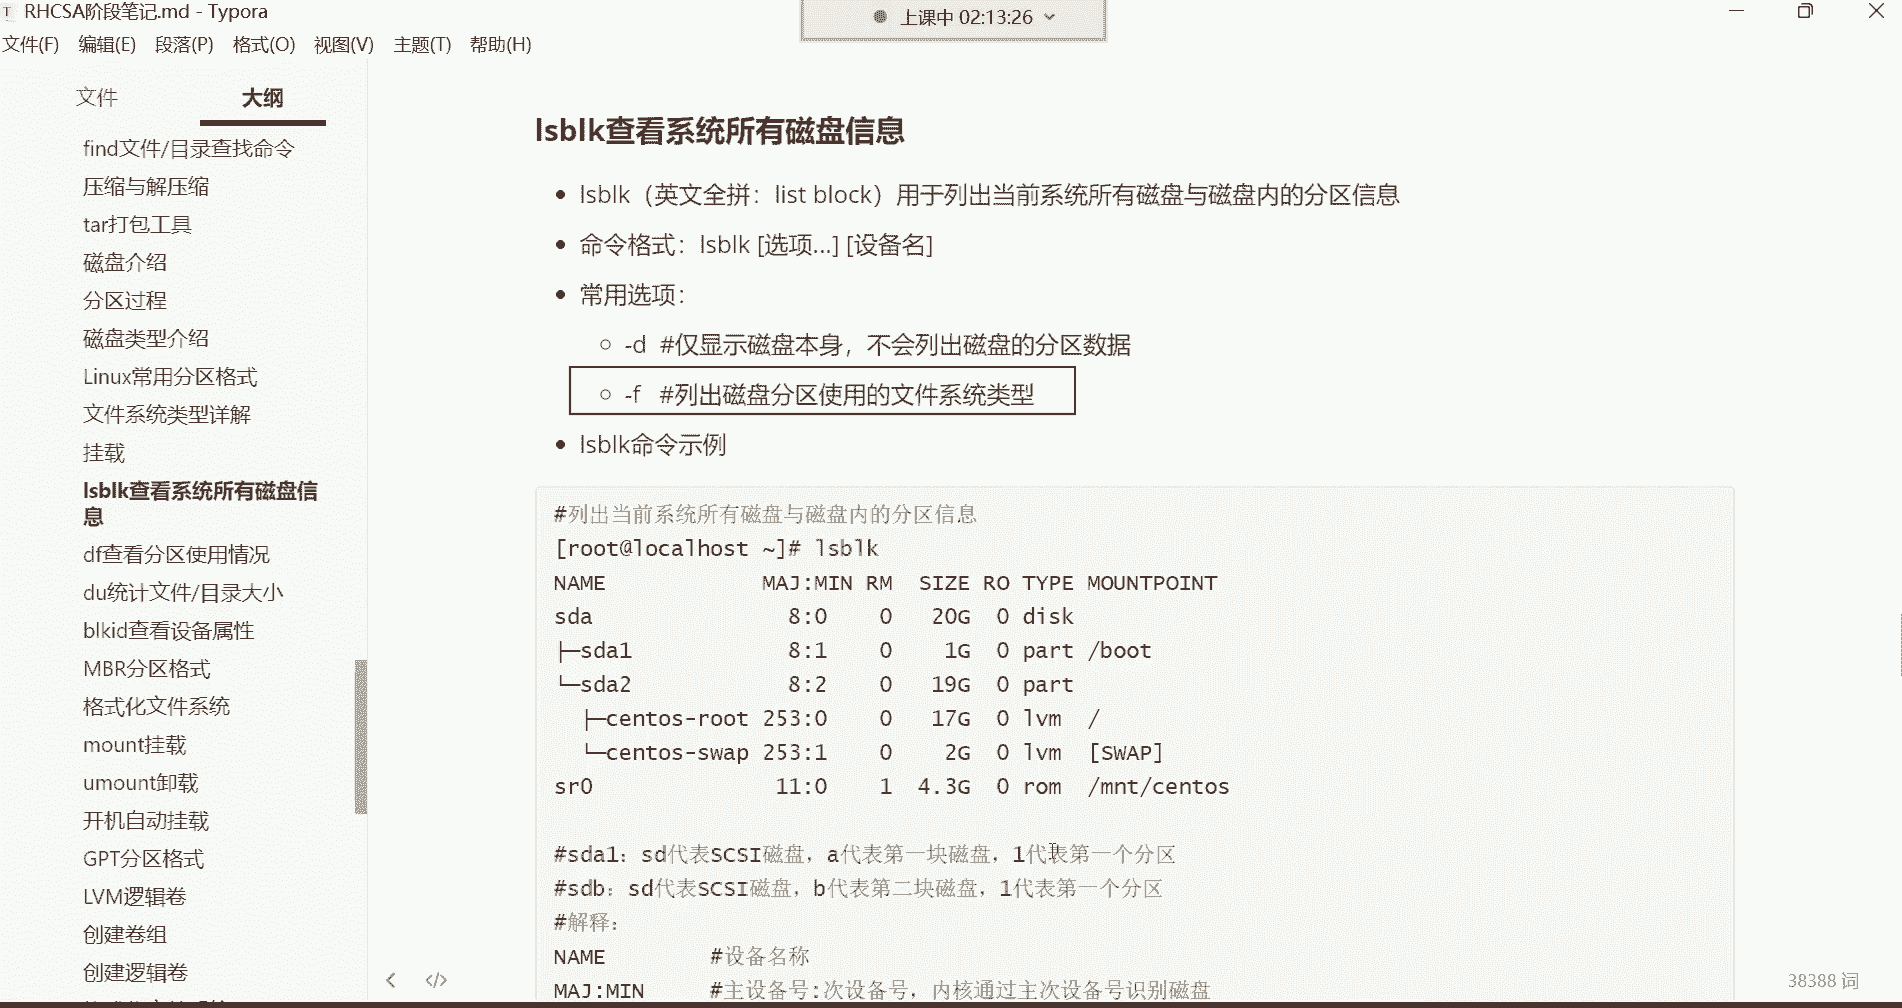 RHCSA阶段笔记.md - Typora
上课中 02:13:26
文件(F) 编辑(E) 段落(P) 格式(O) 视图(V) 主题(T) 帮助(H)
文件 大纲
find文件/目录查找命令
压缩与解压缩
tar打包工具
磁盘介绍
分区过程
磁盘类型介绍
Linux常用分区格式
文件系统类型详解
挂载
lsblk查看系统所有磁盘信
息
df查看分区使用情况
du统计文件/目录大小
blkid查看设备属性
MBR分区格式
格式化文件系统
mount挂载
umount卸载
开机自动挂载
GPT分区格式
LVM逻辑卷
创建卷组
创建逻辑卷
lsblk查看系统所有磁盘信息
lsblk（英文全拼：list block）用于列出当前系统所有磁盘与磁盘内的分区信息
命令格式：lsblk [选项...] [设备名]
常用选项：
-d #仅显示磁盘本身，不会列出磁盘的分区数据
-f #列出磁盘分区使用的文件系统类型
lsblk命令示例
#列出当前系统所有磁盘与磁盘内的分区信息
[root@localhost ~]# lsblk
NAME MAJ:MIN RM SIZE RO TYPE MOUNTPOINT
sda 8:0 0 20G 0 disk
├─sda1 8:1 0 1G 0 part /boot
└─sda2 8:2 0 19G 0 part
├─centos-root 253:0 0 17G 0 lvm /
└─centos-swap 253:1 0 2G 0 lvm [SWAP]
sr0 11:0 1 4.3G 0 rom /mnt/centos
#sda1：sd代表SCSI磁盘，a代表第一块磁盘，1代表第一个分区
#sdb：sd代表SCSI磁盘，b代表第二块磁盘，1代表第一个分区
#解释：
NAME #设备名称
MAJ:MIN #主设备号:次设备号，内核通过主次设备号识别磁盘
38388 词